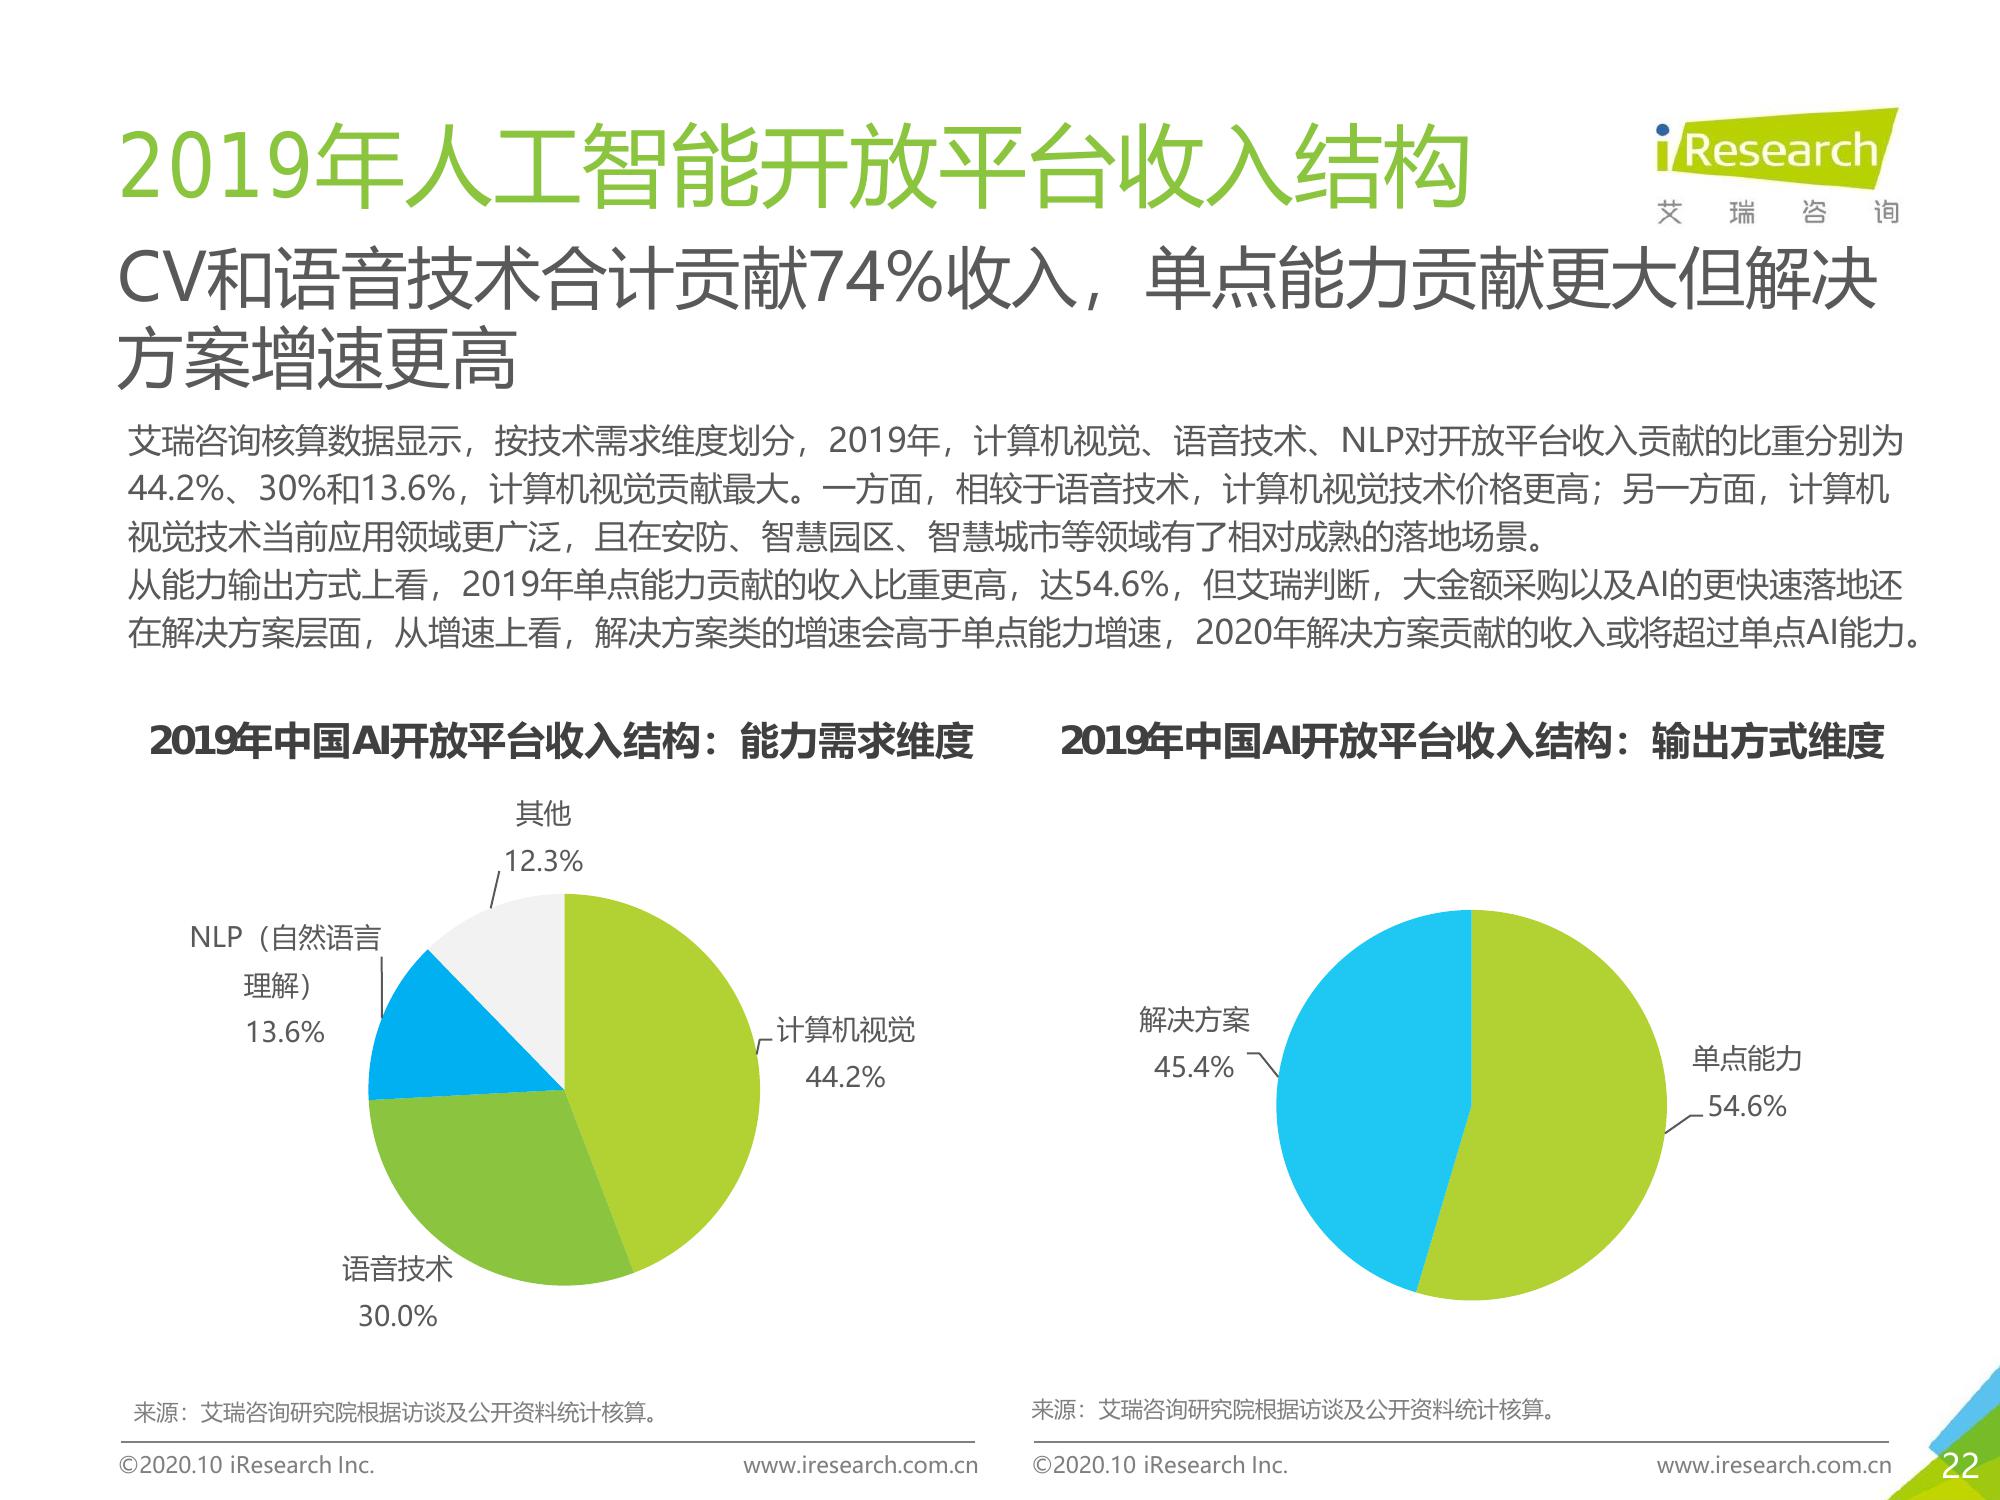 2019年人工智能开放平台收入结构
iResearch
艾瑞咨询
CV和语音技术合计贡献74%收入，单点能力贡献更大但解决
方案增速更高
艾瑞咨询核算数据显示，按技术需求维度划分，2019年，计算机视觉、语音技术、NLP对开放平台收入贡献的比重分别为
44.2%、30%和13.6%，计算机视觉贡献最大。一方面，相较于语音技术，计算机视觉技术价格更高；另一方面，计算机
视觉技术当前应用领域更广泛，且在安防、智慧园区、智慧城市等领域有了相对成熟的落地场景。
从能力输出方式上看，2019年单点能力贡献的收入比重更高，达54.6%，但艾瑞判断，大金额采购以及AI的更快速落地还
在解决方案层面，从增速上看，解决方案类的增速会高于单点能力增速，2020年解决方案贡献的收入或将超过单点AI能力。
2019年中国AI开放平台收入结构：能力需求维度
其他
12.3%
NLP（自然语言
理解）
13.6%
计算机视觉
44.2%
语音技术
30.0%
来源：艾瑞咨询研究院根据访谈及公开资料统计核算。
©2020.10 iResearch Inc.
www.iresearch.com.cn
2019年中国AI开放平台收入结构：输出方式维度
解决方案
45.4%
单点能力
54.6%
来源：艾瑞咨询研究院根据访谈及公开资料统计核算。
©2020.10 iResearch Inc.
www.iresearch.com.cn
22